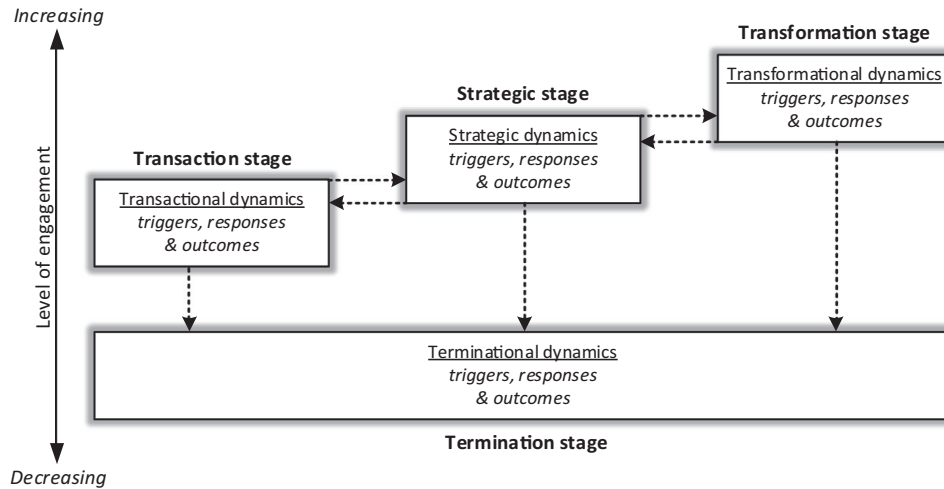 Increasing
Transformation stage
Transformational dynamics
triggers, responses
& outcomes
Strategic stage
Strategic dynamics
triggers, responses
& outcomes
Transaction stage
Transactional dynamics
triggers, responses
& outcomes
Level of engagement
Terminational dynamics
triggers, responses
& outcomes
Termination stage
Decreasing